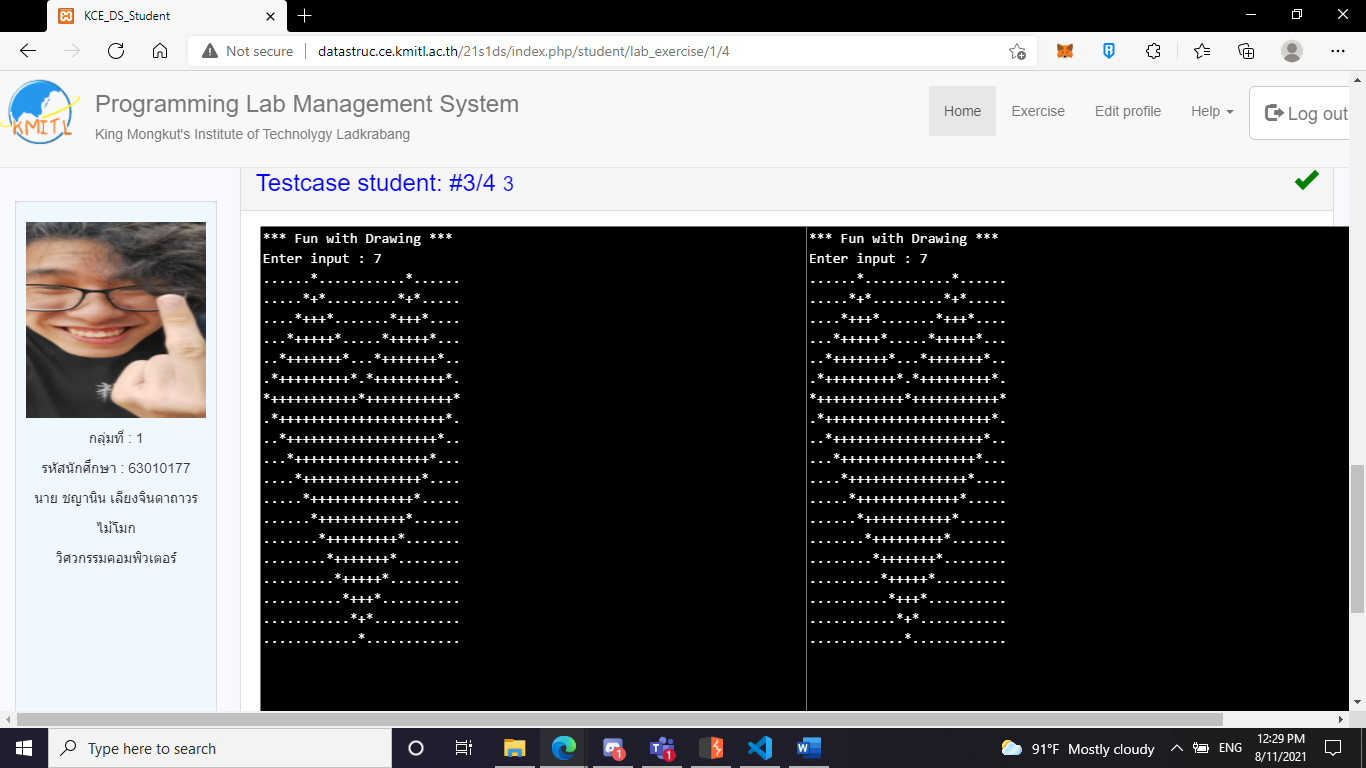 KCE_DS_Student
Not secure | datastruc.ce.kmitl.ac.th/21s1ds/index.php/student/lab_exercise/1/4
KMITL
Programming Lab Management System
King Mongkut's Institute of Technolygy Ladkrabang
Home Exercise Edit profile Help Log out
Testcase student: #3/4 3
กลุ่มที่ : 1
รหัสนักศึกษา : 63010177
นาย ชญานิน เลียงจินดาถาวร
ไม้โมก
วิศวกรรมคอมพิวเตอร์
*** Fun with Drawing ***
Enter input : 7
......*...........*......
.....*+*.........*+*.....
....*+++*.......*+++*....
...*+++++*.....*+++++*...
..*+++++++*...*+++++++*..
.*+++++++++*.*+++++++++*.
*+++++++++++*+++++++++++*
.*+++++++++++++++++++++*.
..*+++++++++++++++++++*..
...*+++++++++++++++++*...
....*+++++++++++++++*....
.....*+++++++++++++*.....
......*+++++++++++*......
.......*+++++++++*.......
........*+++++++*........
.........*+++++*.........
..........*+++*..........
...........*+*...........
............*............
*** Fun with Drawing ***
Enter input : 7
......*...........*......
.....*+*.........*+*.....
....*+++*.......*+++*....
...*+++++*.....*+++++*...
..*+++++++*...*+++++++*..
.*+++++++++*.*+++++++++*.
*+++++++++++*+++++++++++*
.*+++++++++++++++++++++*.
..*+++++++++++++++++++*..
...*+++++++++++++++++*...
....*+++++++++++++++*....
.....*+++++++++++++*.....
......*+++++++++++*......
.......*+++++++++*.......
........*+++++++*........
.........*+++++*.........
..........*+++*..........
...........*+*...........
............*............
Type here to search
1
1
91°F Mostly cloudy
ENG
12:29 PM
8/11/2021